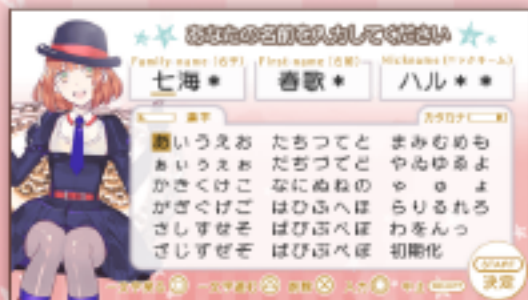 あなたの名前を入力してください
Family name (名字) First name (名前) Nickname (ニックネーム)
七海* 春歌* ハル**
漢字 カタカナ
あいうえお たちつてと まみむめも
ぁぃぅぇぉ だぢづてど やゐゆゑよ
かきくけこ なにぬねの ゃ ゅ ょ
がぎぐげご はひふへほ らりるれろ
さしすせそ ばびぶべぼ わをんっ
ざじずぜぞ ぱぴぷぺぽ 初期化
START
決定